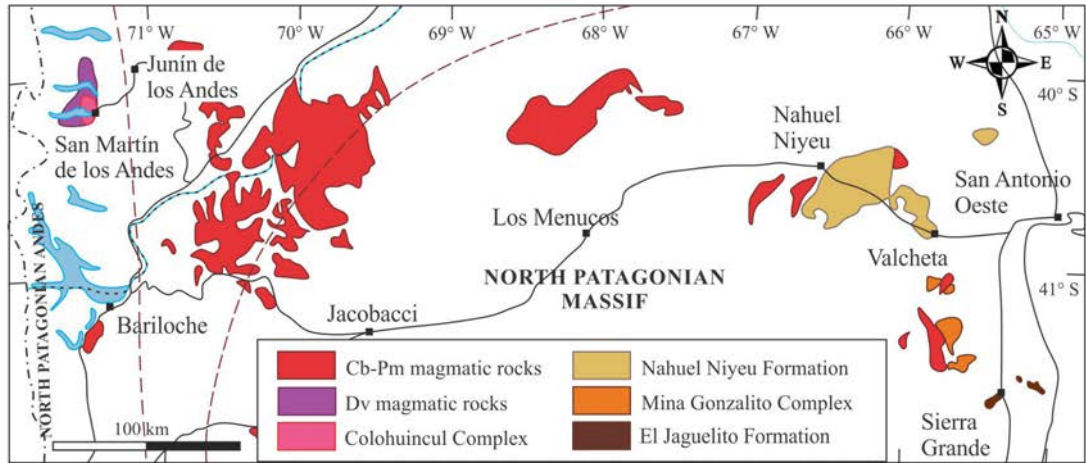 71° W
70° W
69° W
68° W
67° W
66° W
65° W
N
W
E
S
Junín de
los Andes
40° S
San Martín
de los Andes
Nahuel
Niyeu
San Antonio
Oeste
Los Menucos
Valcheta
NORTH PATAGONIAN
MASSIF
41° S
NORTH PATAGONIAN ANDES
Bariloche
Jacobacci
Sierra
Grande
100 km
Cb-Pm magmatic rocks
Dv magmatic rocks
Colohuincul Complex
Nahuel Niyeu Formation
Mina Gonzalito Complex
El Jaguelito Formation